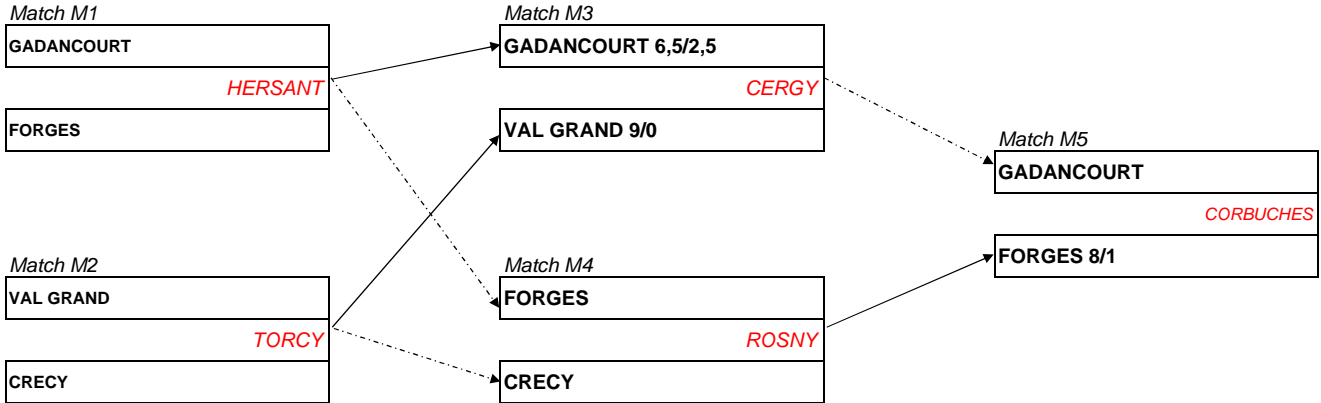 Match M1
GADANCOURT
HERSANT
FORGES
Match M2
VAL GRAND
TORCY
CRECY
Match M3
GADANCOURT 6,5/2,5
CERGY
VAL GRAND 9/0
Match M4
FORGES
ROSNY
CRECY
Match M5
GADANCOURT
CORBUCHES
FORGES 8/1